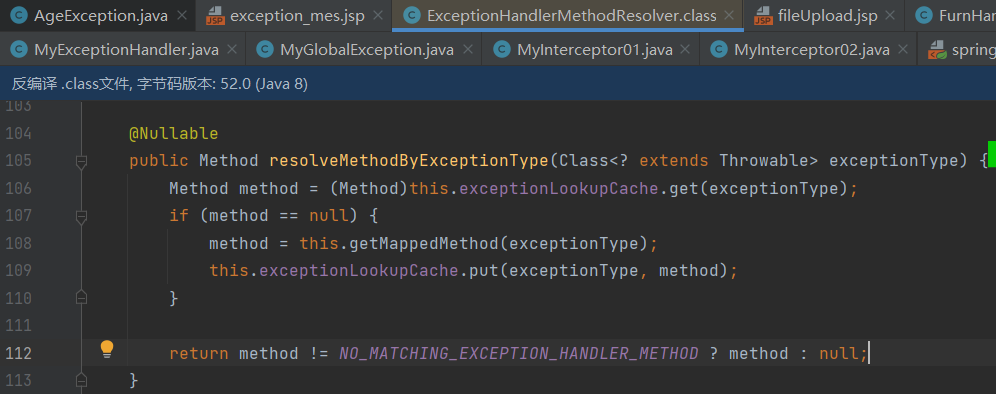 AgeException.java
exception_mes.jsp
ExceptionHandlerMethodResolver.class
fileUpload.jsp
FurnHan
MyExceptionHandler.java
MyGlobalException.java
MyInterceptor01.java
MyInterceptor02.java
spring
反编译 .class文件, 字节码版本: 52.0 (Java 8)
103
104 @Nullable
105 public Method resolveMethodByExceptionType(Class<? extends Throwable> exceptionType) {
106 Method method = (Method)this.exceptionLookupCache.get(exceptionType);
107 if (method == null) {
108 method = this.getMappedMethod(exceptionType);
109 this.exceptionLookupCache.put(exceptionType, method);
110 }
111
112 return method != NO_MATCHING_EXCEPTION_HANDLER_METHOD ? method : null;
113 }